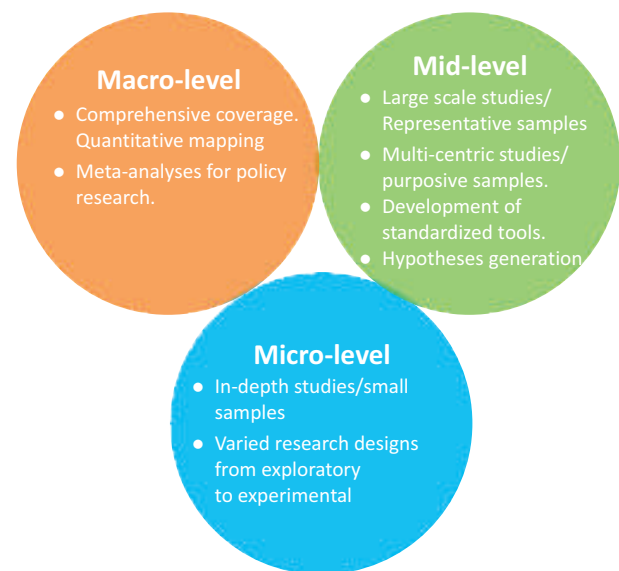 Macro-level
● Comprehensive coverage.
Quantitative mapping
● Meta-analyses for policy
research.
Mid-level
● Large scale studies/
Representative samples
● Multi-centric studies/
purposive samples.
● Development of
standardized tools.
● Hypotheses generation
Micro-level
● In-depth studies/small
samples
● Varied research designs
from exploratory
to experimental